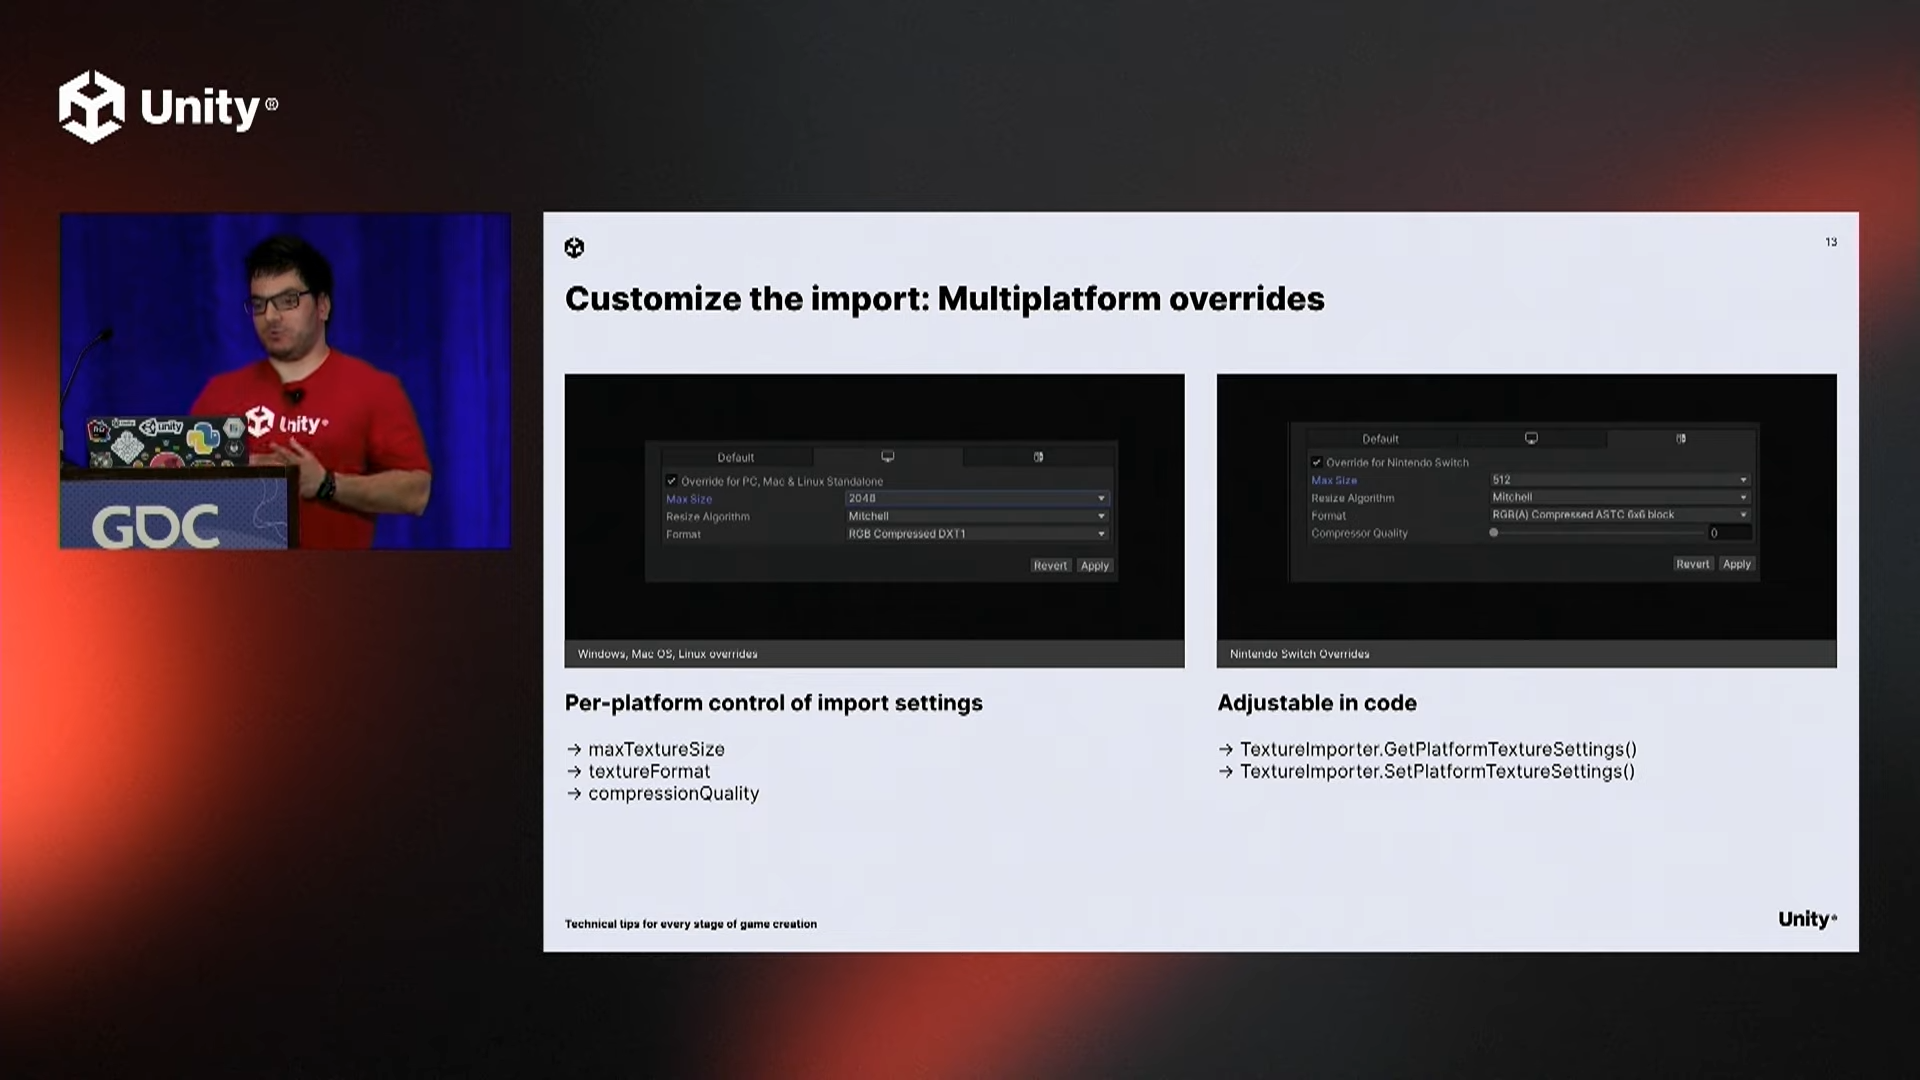 Unity®
unity
Unity
GDC
13
Customize the import: Multiplatform overrides
Default
Override for PC, Mac & Linux Standalone
Max Size 2048
Resize Algorithm Mitchell
Format RGB Compressed DXT1
Revert Apply
Windows, Mac OS, Linux overrides
Default
Override for Nintendo Switch
Max Size 512
Resize Algorithm Mitchell
Format RGB(A) Compressed ASTC 6x6 block
Compressor Quality 0
Revert Apply
Nintendo Switch Overrides
Per-platform control of import settings
→ maxTextureSize
→ textureFormat
→ compressionQuality
Adjustable in code
→ TextureImporter.GetPlatformTextureSettings()
→ TextureImporter.SetPlatformTextureSettings()
Technical tips for every stage of game creation
Unity®